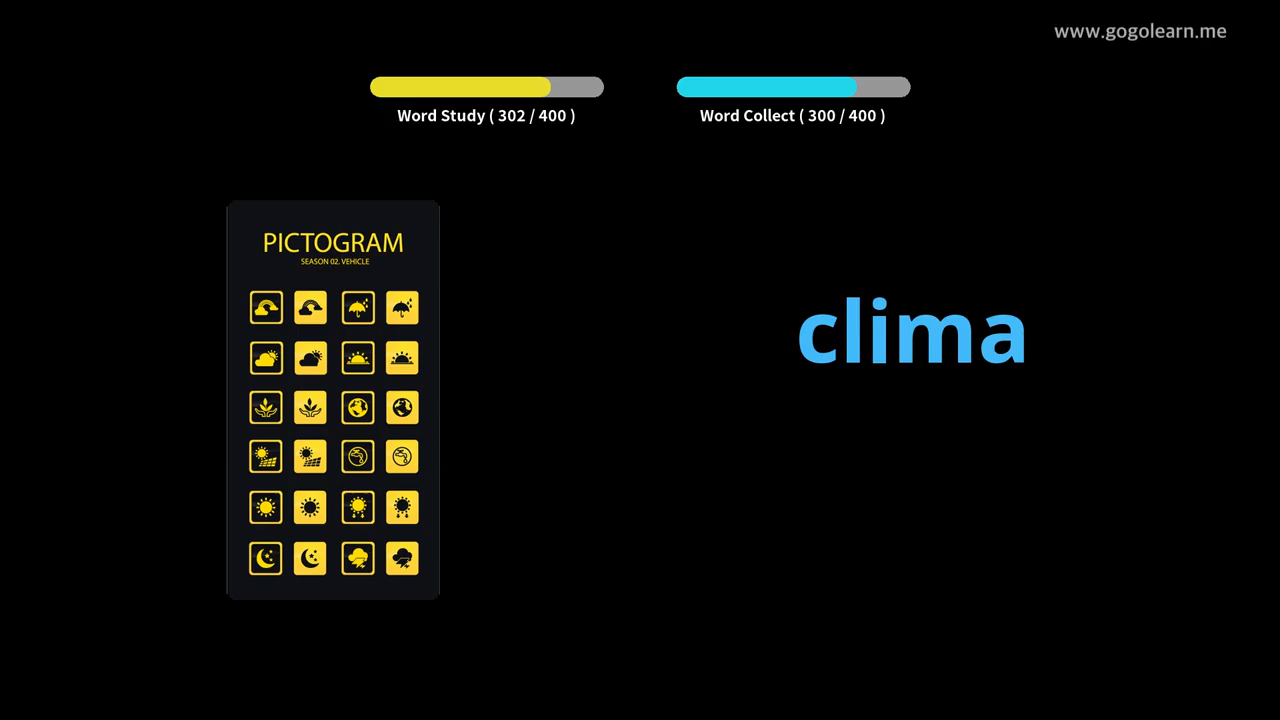 www.gogolearn.me
Word Study ( 302 / 400 )
Word Collect ( 300 / 400 )
PICTOGRAM
SEASON 02. VEHICLE
clima